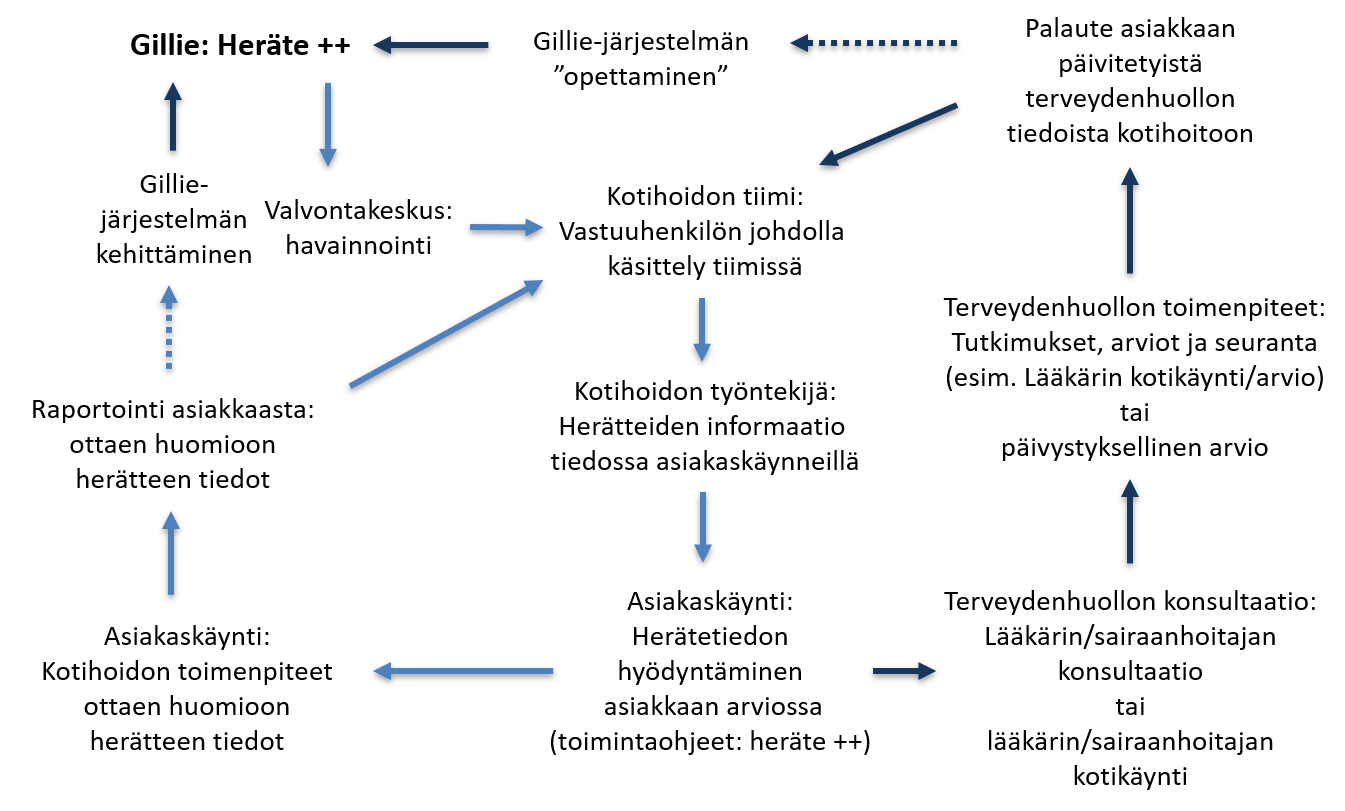 Gillie: Heräte ++
Gillie-järjestelmän
”opettaminen”
Palaute asiakkaan
päivitetyistä
terveydenhuollon
tiedoista kotihoitoon
Gillie-
järjestelmän
kehittäminen
Valvontakeskus:
havainnointi
Kotihoidon tiimi:
Vastuuhenkilön johdolla
käsittely tiimissä
Terveydenhuollon toimenpiteet:
Tutkimukset, arviot ja seuranta
(esim. Lääkärin kotikäynti/arvio)
tai
päivystyksellinen arvio
Raportointi asiakkaasta:
ottaen huomioon
herätteen tiedot
Kotihoidon työntekijä:
Herätteiden informaatio
tiedossa asiakaskäynneillä
Asiakaskäynti:
Kotihoidon toimenpiteet
ottaen huomioon
herätteen tiedot
Asiakaskäynti:
Herätetiedon
hyödyntäminen
asiakkaan arviossa
(toimintaohjeet: heräte ++)
Terveydenhuollon konsultaatio:
Lääkärin/sairaanhoitajan
konsultaatio
tai
lääkärin/sairaanhoitajan
kotikäynti